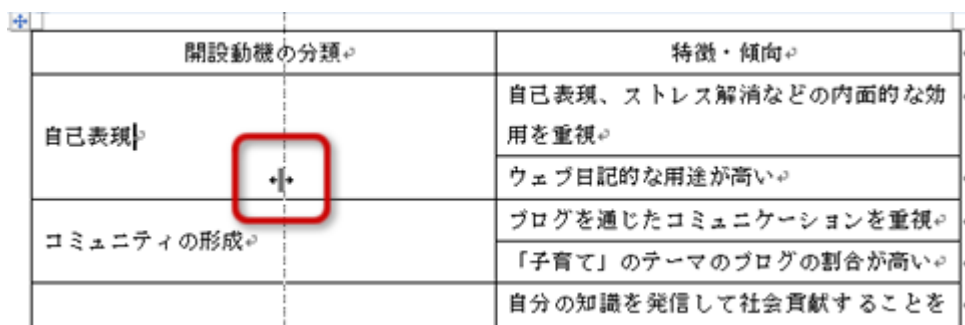 開設動機の分類
特徴・傾向
自己表現
自己表現、ストレス解消などの内面的な効
用を重視
ウェブ日記的な用途が高い
コミュニティの形成
ブログを通じたコミュニケーションを重視
「子育て」のテーマのブログの割合が高い
自分の知識を発信して社会貢献することを